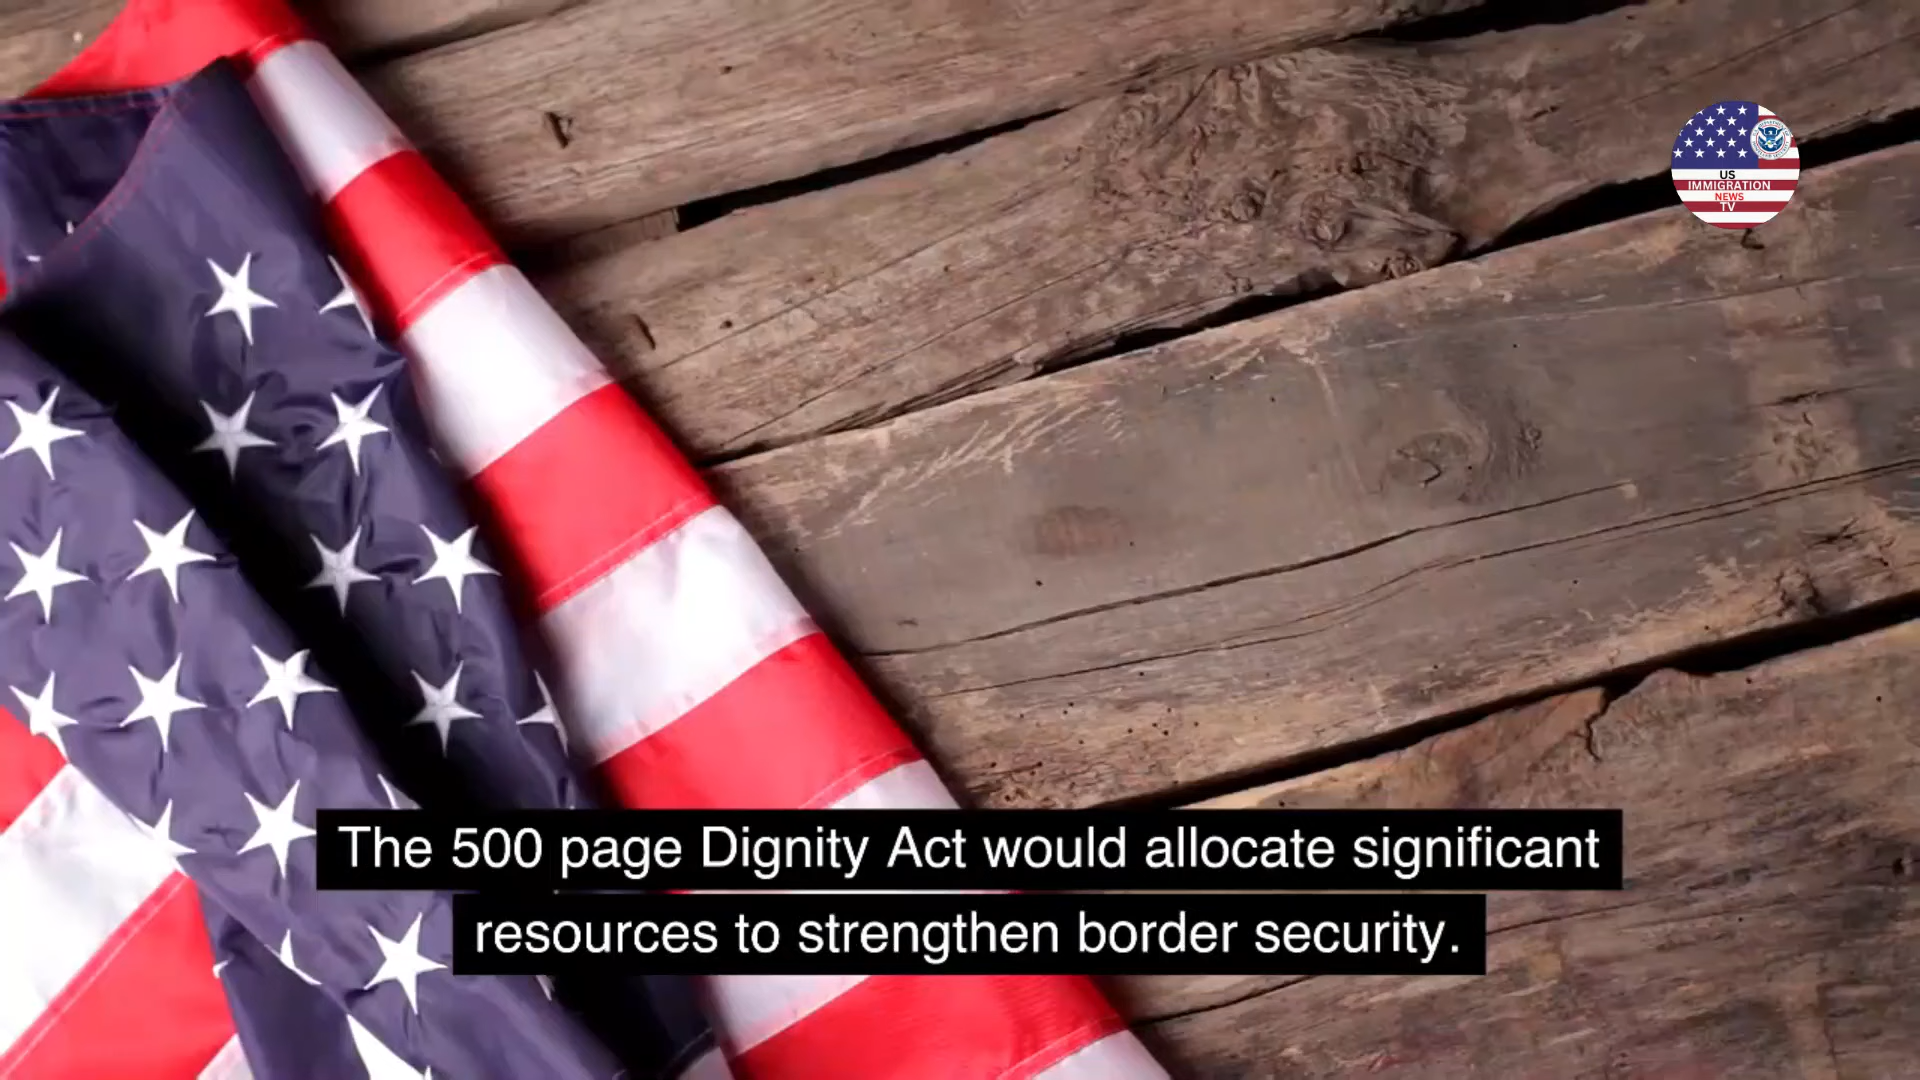 US
IMMIGRATION
NEWS
TV
The 500 page Dignity Act would allocate significant
resources to strengthen border security.